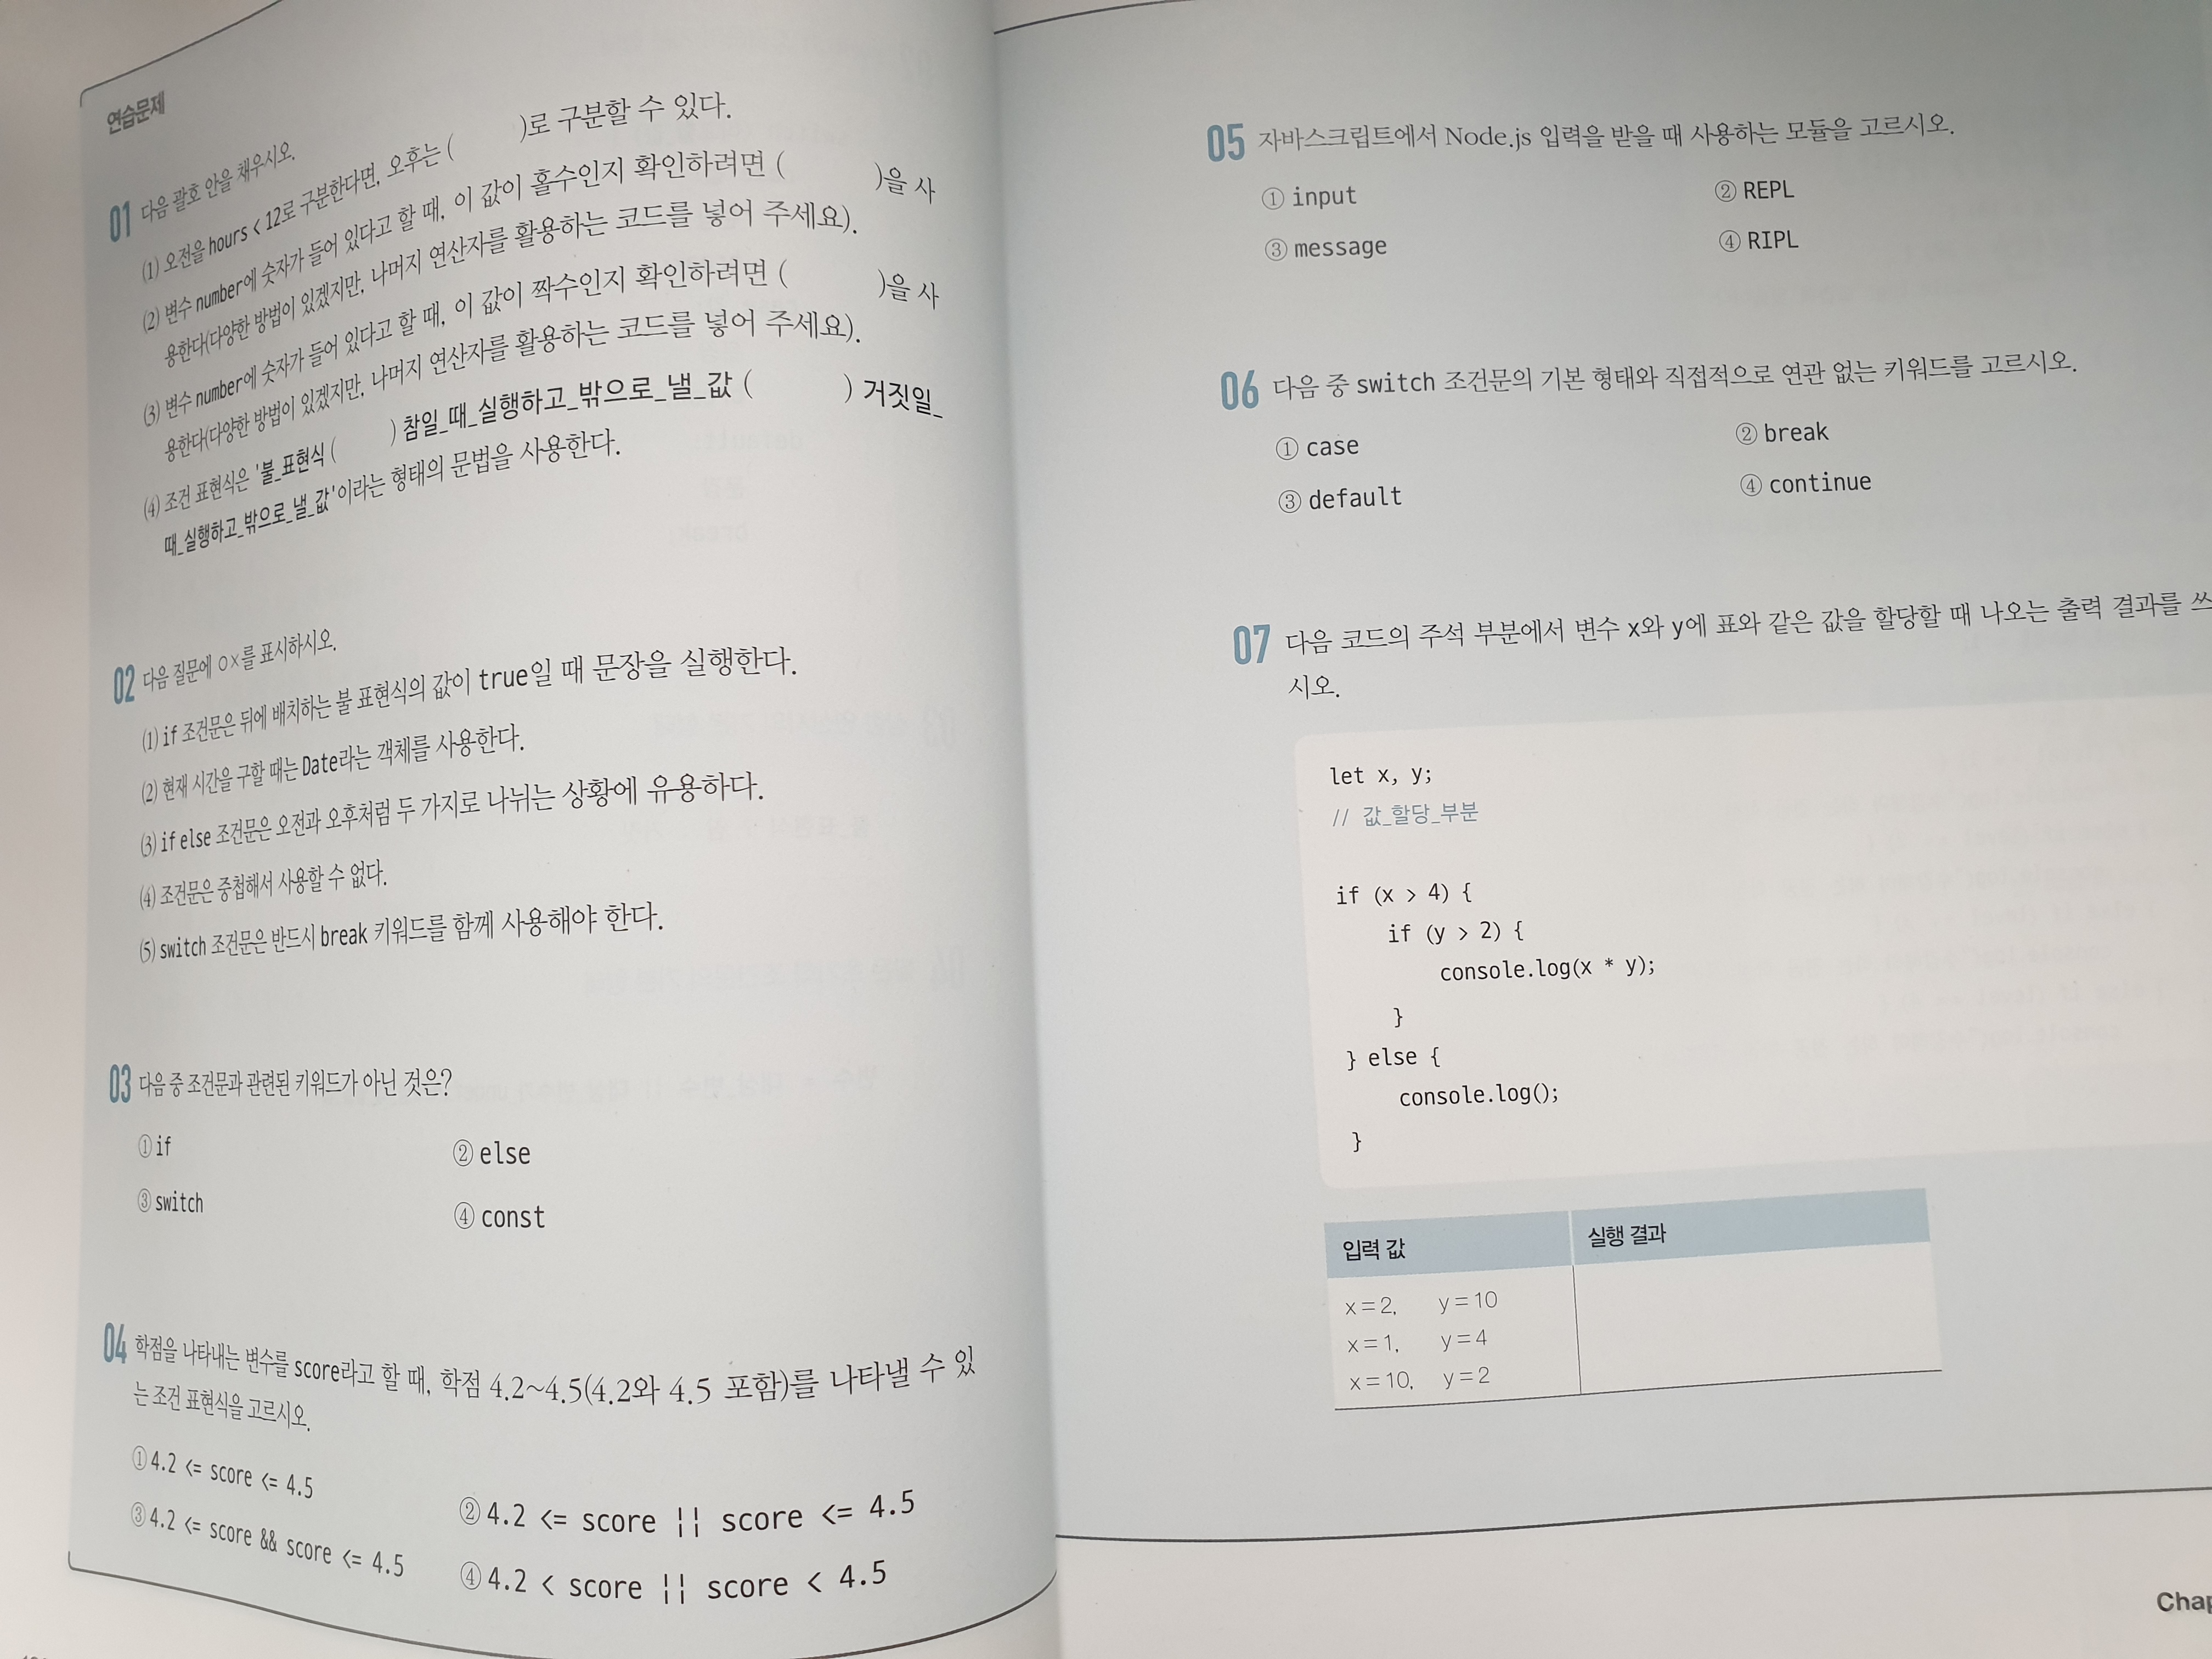 연습문제
01 다음 괄호 안을 채우시오.
(1) 오전을 hours < 12로 구분한다면, 오후는 ( )로 구분할 수 있다.
(2) 변수 number에 숫자가 들어 있다고 할 때, 이 값이 홀수인지 확인하려면 ( )을 사
용한다(다양한 방법이 있겠지만, 나머지 연산자를 활용하는 코드를 넣어 주세요).
(3) 변수 number에 숫자가 들어 있다고 할 때, 이 값이 짝수인지 확인하려면 ( )을 사
용한다(다양한 방법이 있겠지만, 나머지 연산자를 활용하는 코드를 넣어 주세요).
(4) 조건 표현식은 '불_표현식 ( ) 참일_때_실행하고_밖으로_낼_값 ( ) 거짓일_
때_실행하고_밖으로_낼_값'이라는 형태의 문법을 사용한다.
02 다음 질문에 ○×를 표시하시오.
(1) if 조건문은 뒤에 배치하는 불 표현식의 값이 true일 때 문장을 실행한다.
(2) 현재 시간을 구할 때는 Date라는 객체를 사용한다.
(3) if else 조건문은 오전과 오후처럼 두 가지로 나뉘는 상황에 유용하다.
(4) 조건문은 중첩해서 사용할 수 없다.
(5) switch 조건문은 반드시 break 키워드를 함께 사용해야 한다.
03 다음 중 조건문과 관련된 키워드가 아닌 것은?
① if ② else
③ switch ④ const
04 학점을 나타내는 변수를 score라고 할 때, 학점 4.2~4.5(4.2와 4.5 포함)를 나타낼 수 있
는 조건 표현식을 고르시오.
① 4.2 <= score <= 4.5 ② 4.2 <= score || score <= 4.5
③ 4.2 <= score && score <= 4.5 ④ 4.2 < score || score < 4.5
05 자바스크립트에서 Node.js 입력을 받을 때 사용하는 모듈을 고르시오.
① input ② REPL
③ message ④ RIPL
06 다음 중 switch 조건문의 기본 형태와 직접적으로 연관 없는 키워드를 고르시오.
① case ② break
③ default ④ continue
07 다음 코드의 주석 부분에서 변수 x와 y에 표와 같은 값을 할당할 때 나오는 출력 결과를 쓰
시오.
let x, y;
// 값_할당_부분
if (x > 4) {
if (y > 2) {
console.log(x * y);
}
} else {
console.log();
}
입력 값 실행 결과
x=2, y=10
x=1, y=4
x=10, y=2